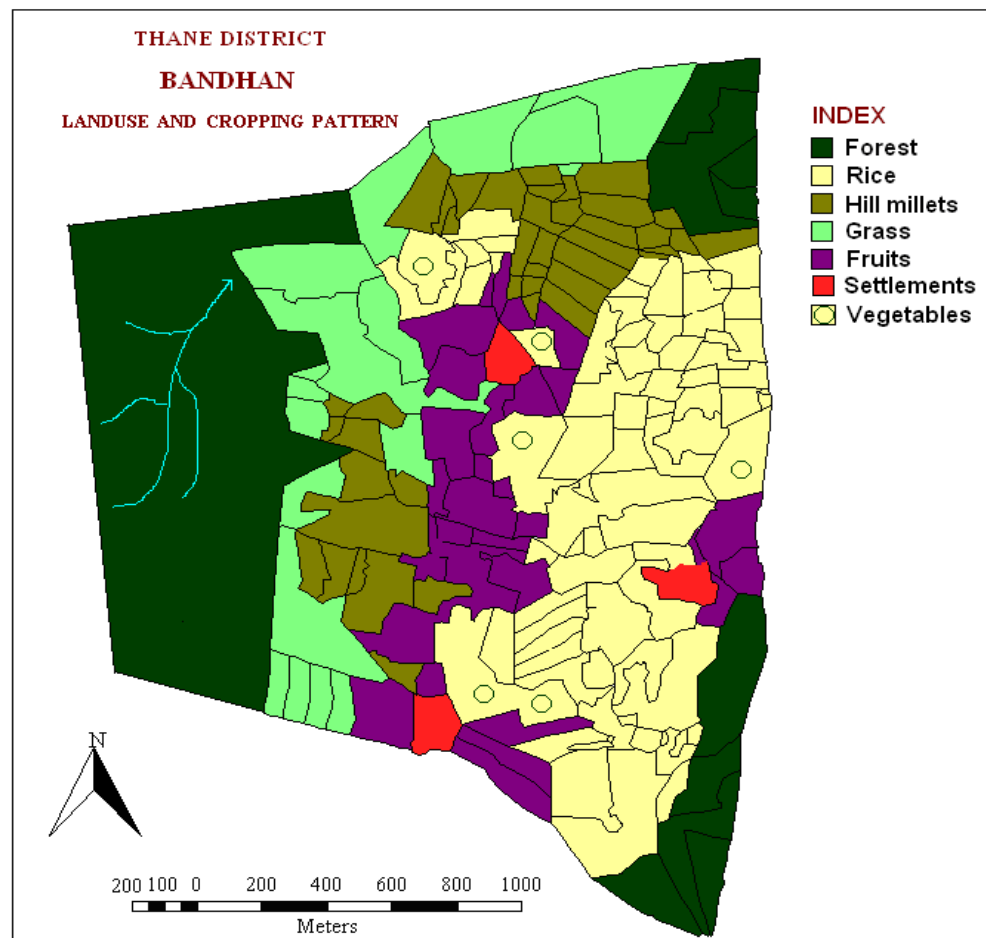 THANE DISTRICT
BANDHAN
LANDUSE AND CROPPING PATTERN
INDEX
Forest
Rice
Hill millets
Grass
Fruits
Settlements
Vegetables
N
200 100 0 200 400 600 800 1000
Meters